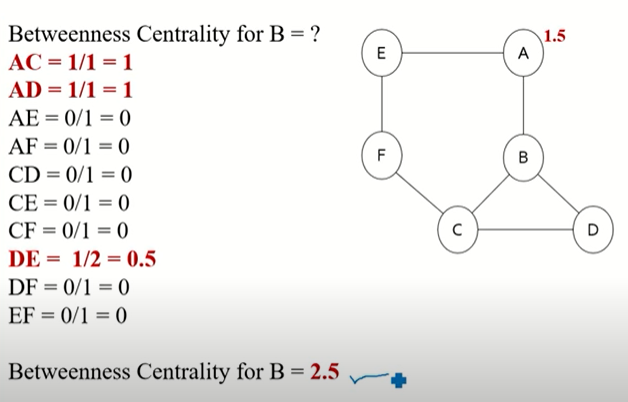 Betweenness Centrality for B = ?
AC = 1/1 = 1
AD = 1/1 = 1
AE = 0/1 = 0
AF = 0/1 = 0
CD = 0/1 = 0
CE = 0/1 = 0
CF = 0/1 = 0
DE = 1/2 = 0.5
DF = 0/1 = 0
EF = 0/1 = 0
Betweenness Centrality for B = 2.5
1.5
E
A
F
B
C
D